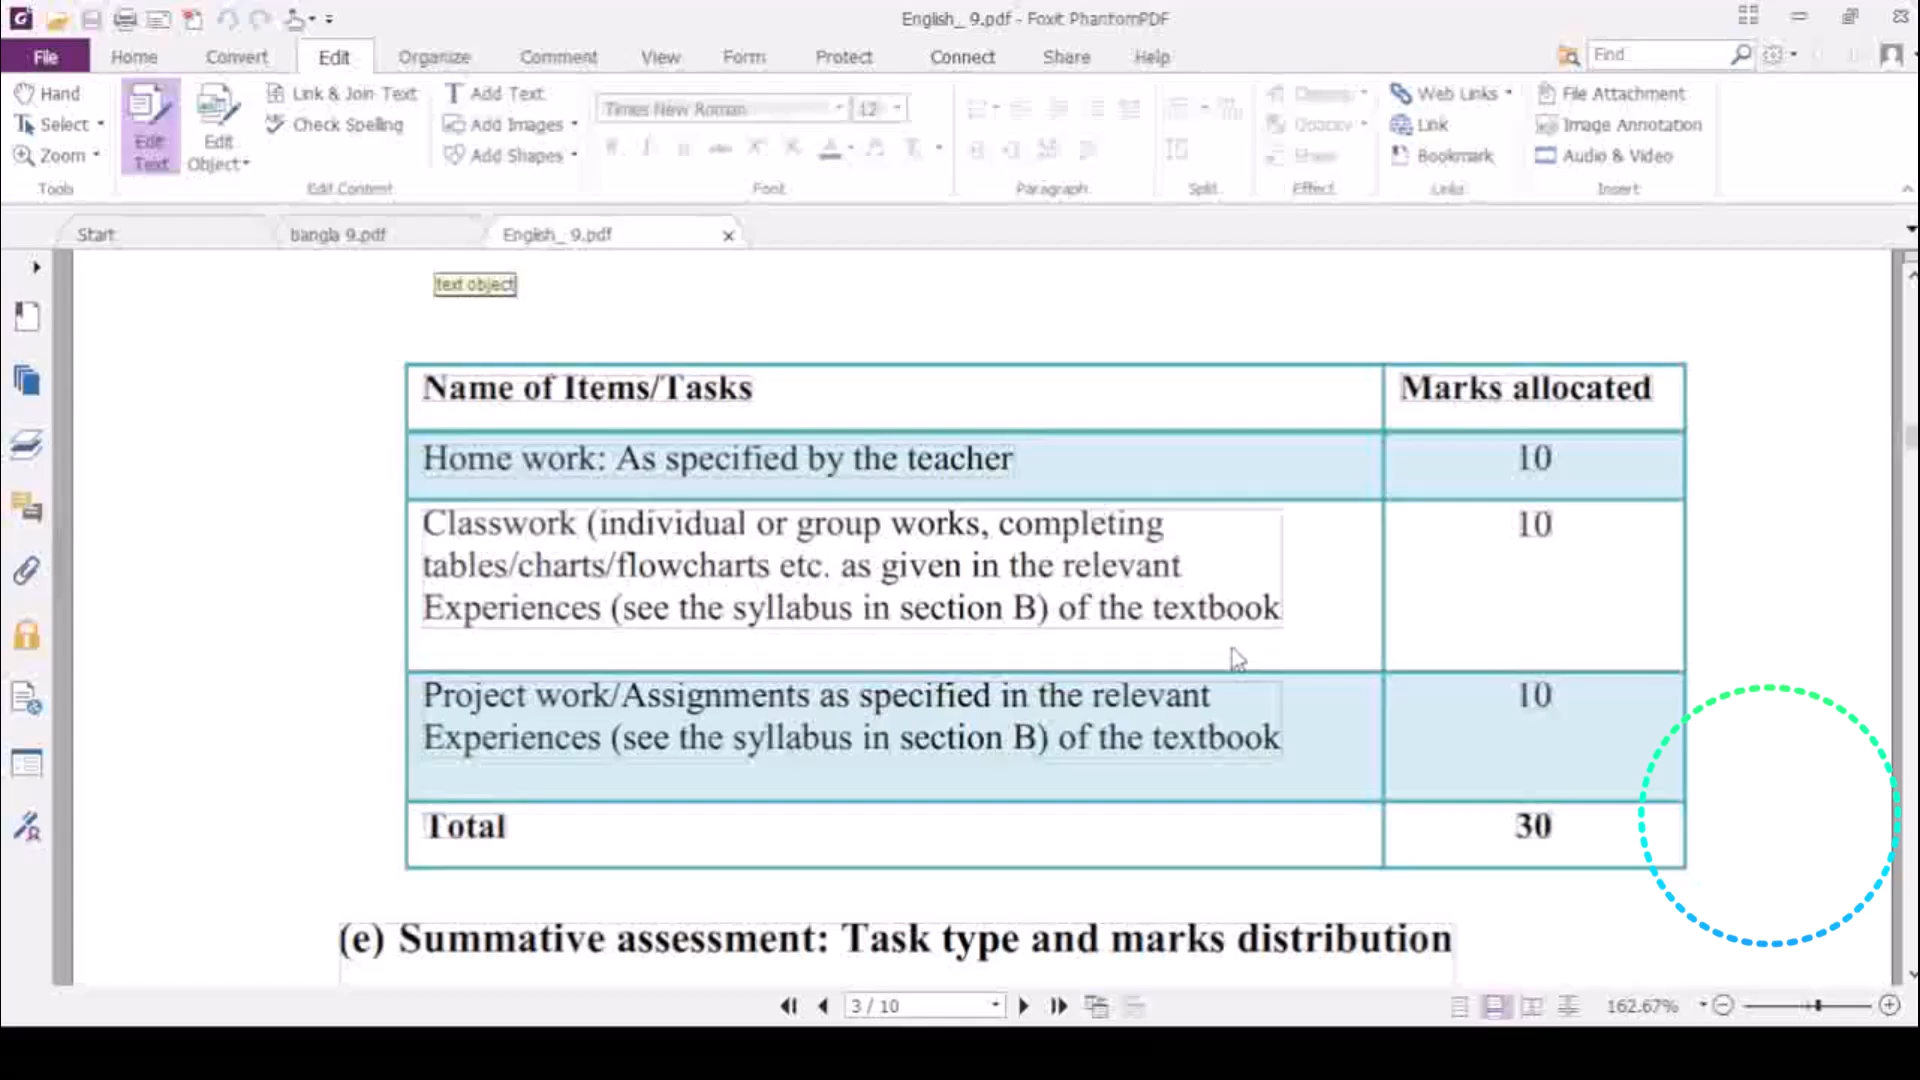 English_ 9.pdf - Foxit PhantomPDF
File Home Convert Edit Organize Comment View Form Protect Connect Share Help Find
Hand
Select
Zoom
Tools
Edit Text
Edit Object
Link & Join Text
Check Spelling
Edit Content
Add Text
Add Images
Add Shapes
Times New Roman 12
Font
Paragraph
Split
Opacity
Effect
Web Links
Link
Bookmark
Links
File Attachment
Image Annotation
Audio & Video
Insert
Start bangla 9.pdf English_ 9.pdf
text object
Name of Items/Tasks Marks allocated
Home work: As specified by the teacher 10
Classwork (individual or group works, completing 10
tables/charts/flowcharts etc. as given in the relevant
Experiences (see the syllabus in section B) of the textbook
Project work/Assignments as specified in the relevant 10
Experiences (see the syllabus in section B) of the textbook
Total 30
(e) Summative assessment: Task type and marks distribution
3 / 10
162.67%